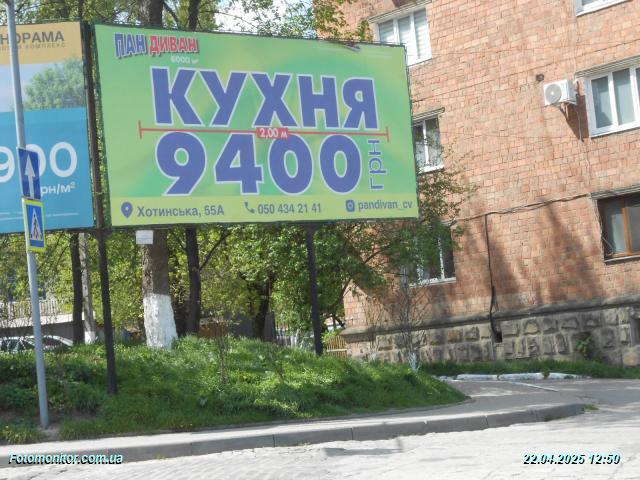 НОРАМА
900
рн/м²
ПАН ДИВАН
6000 м²
КУХНЯ
2,00 м
9400 грн
Хотинська, 55А
050 434 21 41
pandivan_cv
Fotomonitor.com.ua
22.04.2025 12:50